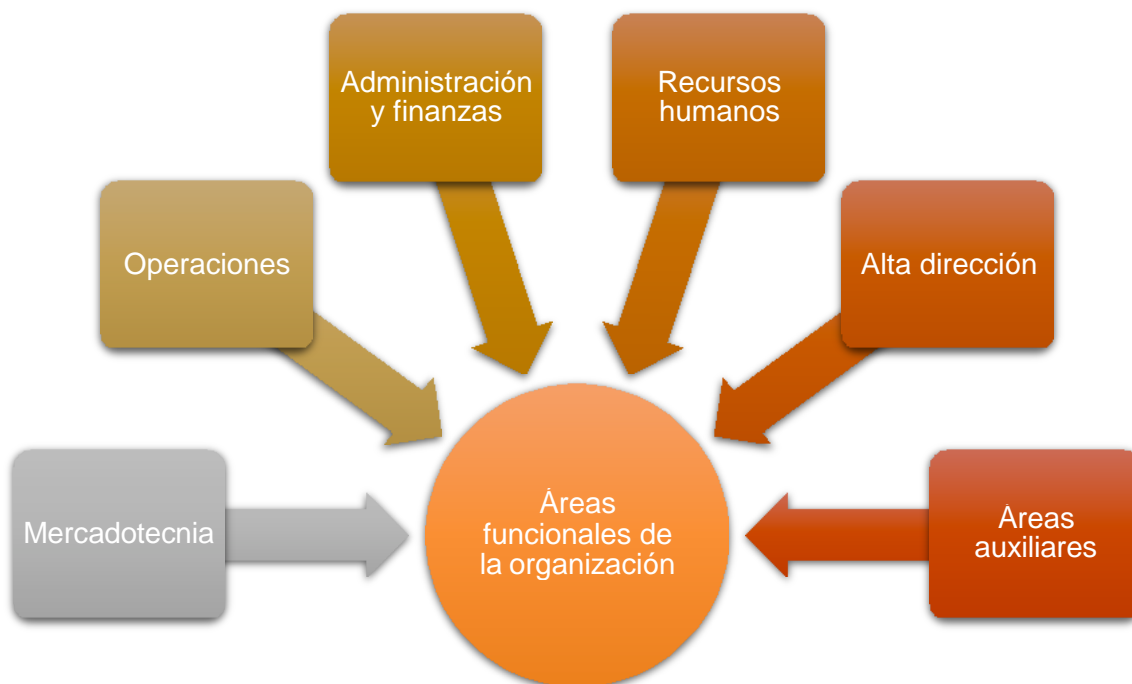 Administración
y finanzas
Recursos
humanos
Operaciones
Alta dirección
Mercadotecnia
Áreas
funcionales de
la organización
Áreas
auxiliares